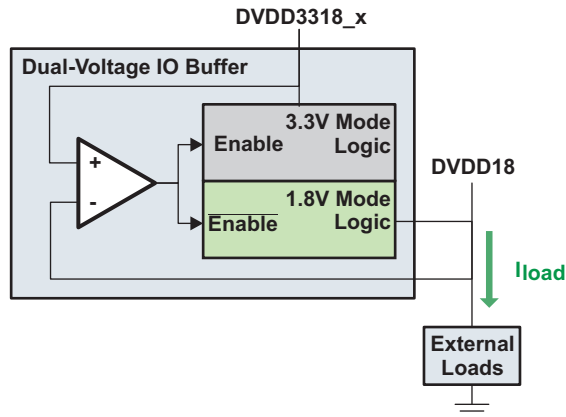 DVDD3318_x
Dual-Voltage IO Buffer
3.3V Mode
Logic
Enable
+
-
1.8V Mode
Logic
Enable
DVDD18
Iload
External
Loads